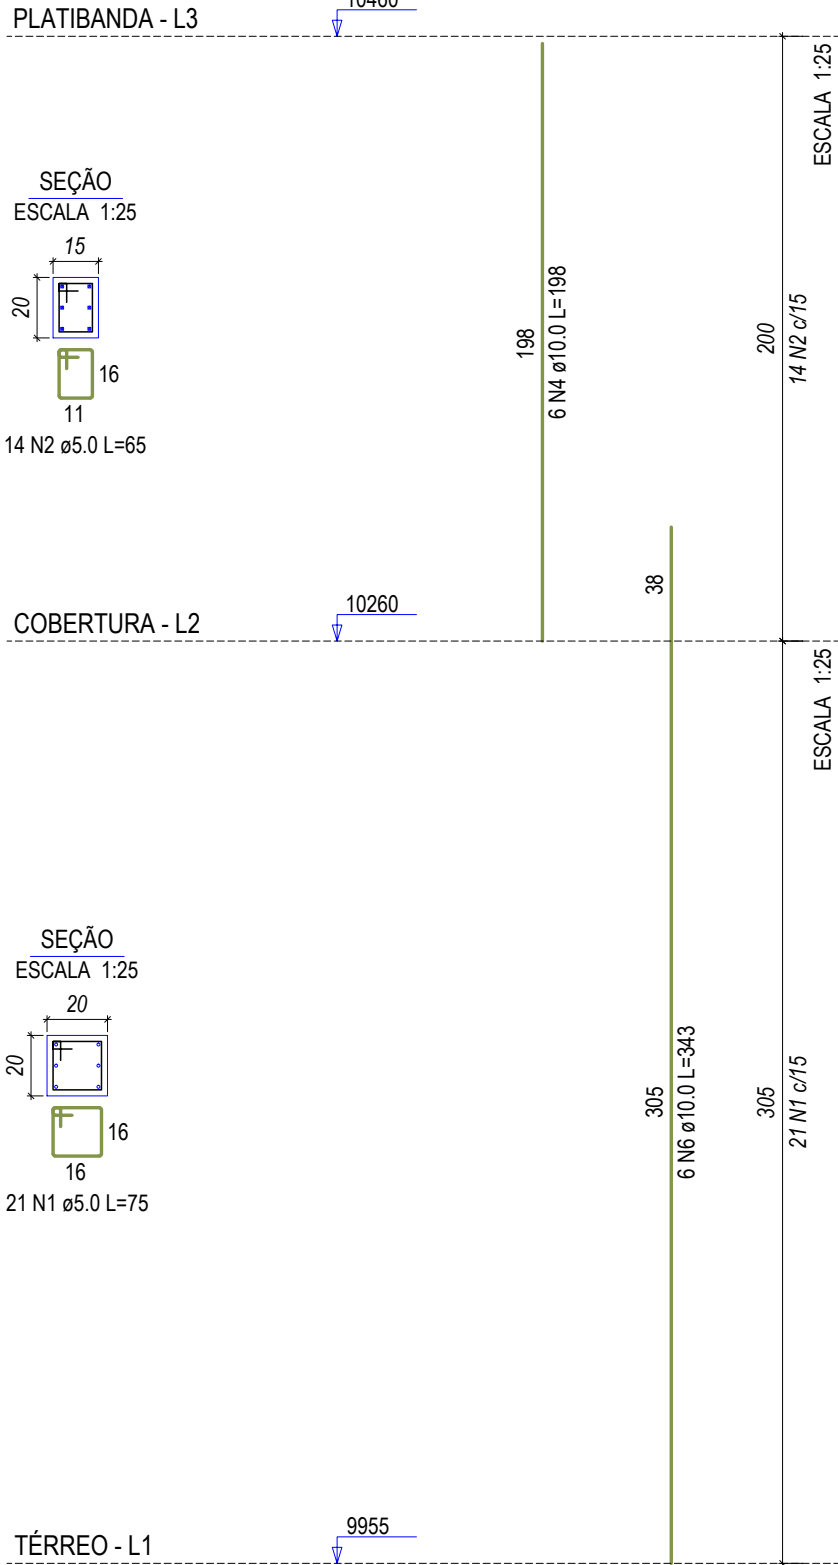 PLATIBANDA - L3
10460
ESCALA 1:25
SEÇÃO
ESCALA 1:25
15
20
16
11
14 N2 ø5.0 L=65
198
6 N4 ø10.0 L=198
200
14 N2 c/15
38
COBERTURA - L2
10260
ESCALA 1:25
SEÇÃO
ESCALA 1:25
20
20
16
16
21 N1 ø5.0 L=75
305
6 N6 ø10.0 L=343
305
21 N1 c/15
TÉRREO - L1
9955